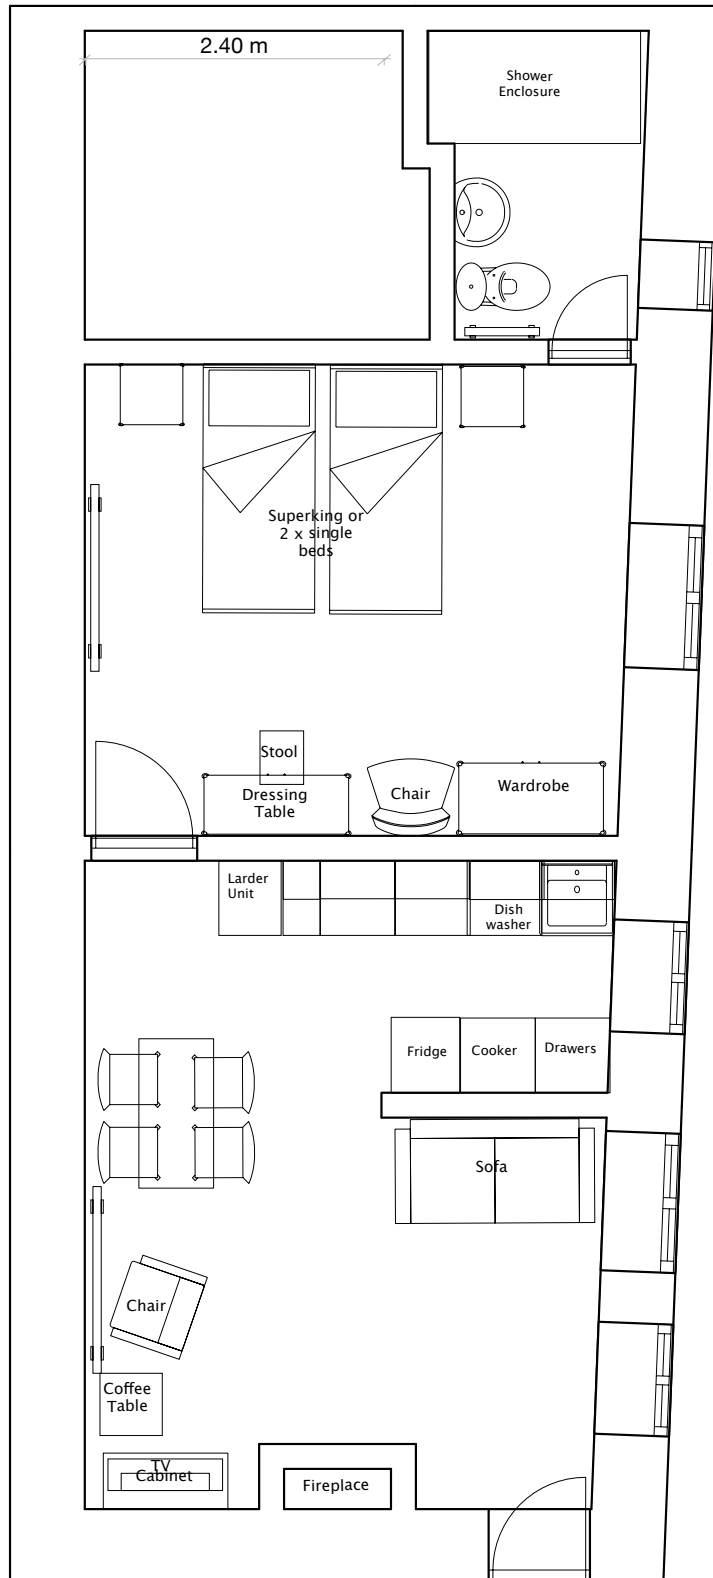 2.40 m
Shower
Enclosure
Superking or
2 x single
beds
Stool
Dressing
Table
Chair
Wardrobe
Larder
Unit
Dish
washer
Fridge
Cooker
Drawers
Sofa
Chair
Coffee
Table
TV
Cabinet
Fireplace